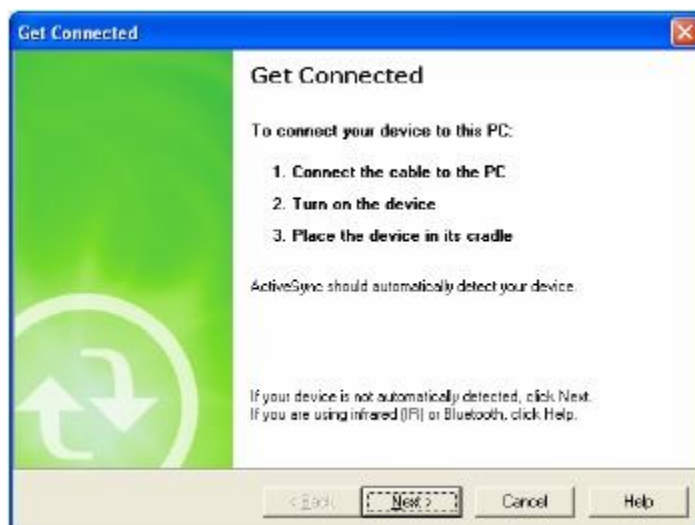 Get Connected
Get Connected
To connect your device to this PC:
1. Connect the cable to the PC
2. Turn on the device
3. Place the device in its cradle
ActiveSync should automatically detect your device.
If your device is not automatically detected, click Next.
If you are using infrared (IR) or Bluetooth, click Help.
< Back Next > Cancel Help